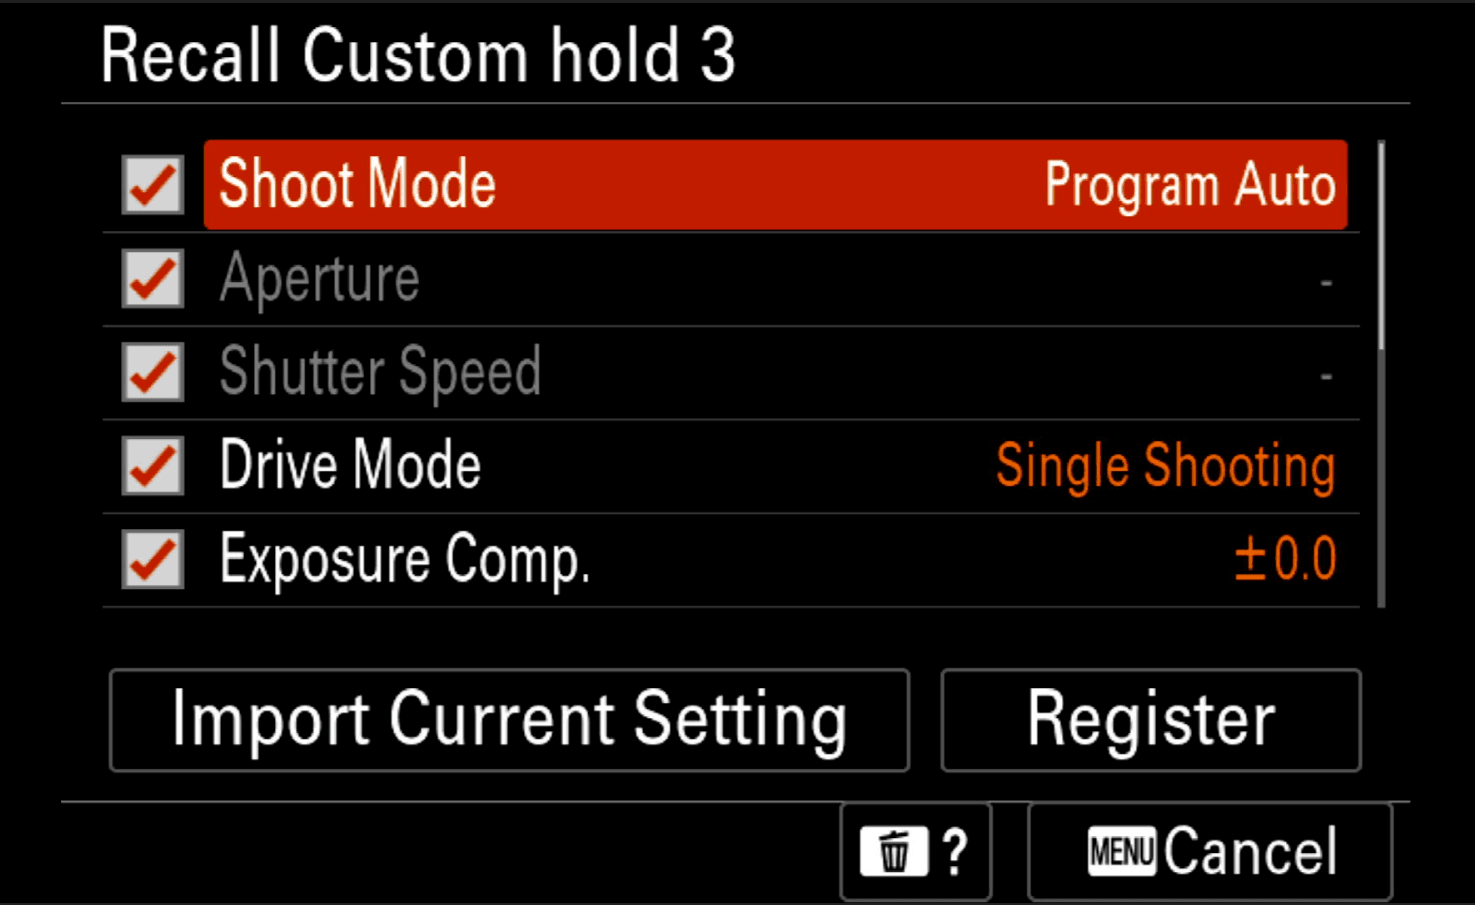 Recall Custom hold 3
Shoot Mode Program Auto
Aperture -
Shutter Speed -
Drive Mode Single Shooting
Exposure Comp. ±0.0
Import Current Setting Register
? MENU Cancel